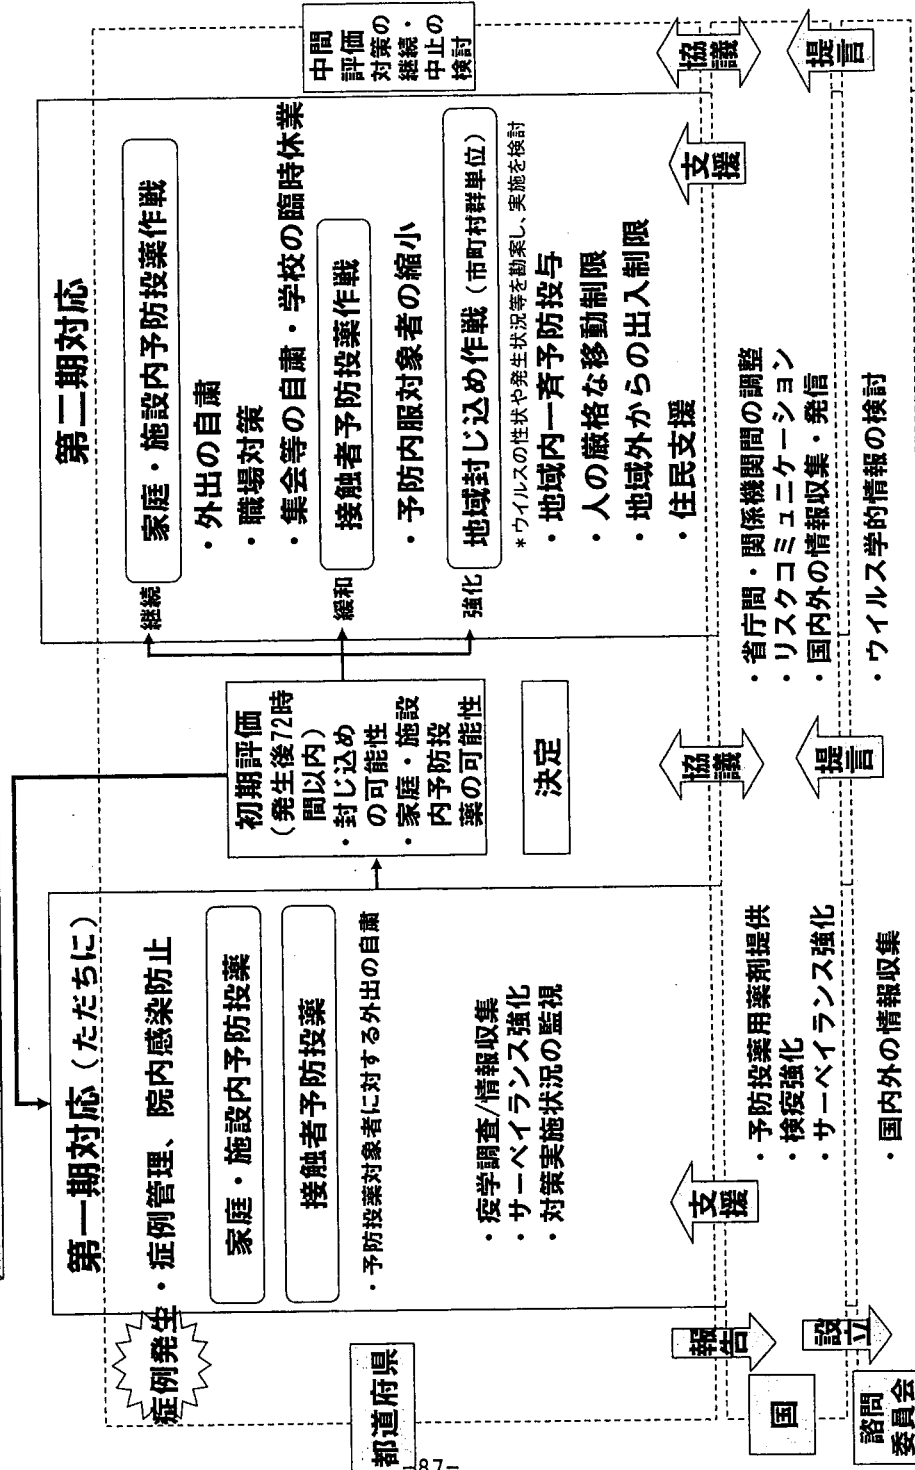 症例発生
都道府県
第一期対応（ただちに）
・症例管理、院内感染防止
家庭・施設内予防投薬
接触者予防投薬
・予防投薬対象者に対する外出の自粛
・疫学調査/情報収集
・サーベイランス強化
・対策実施状況の監視
初期評価
（発生後72時
間以内）
・封じ込め
の可能性
・家庭・施設
内予防投
薬の可能性
決定
第二期対応
継続
家庭・施設内予防投薬作戦
・外出の自粛
・職場対策
・集会等の自粛・学校の臨時休業
緩和
接触者予防投薬作戦
・予防内服対象者の縮小
強化
地域封じ込め作戦（市町村群単位）
*ウイルスの性状や発生状況等を勘案し、実施を検討
・地域内一斉予防投与
・人の厳格な移動制限
・地域外からの出入制限
・住民支援
中間
評価
対策の
継続・
中止の
検討
報告
支援
協議
支援
協議
国
・予防投薬用薬剤提供
・検疫強化
・サーベイランス強化
・省庁間・関係機関間の調整
・リスクコミュニケーション
・国内外の情報収集・発信
設立
提言
提言
諮問
委員会
・国内外の情報収集
・ウイルス学的情報の検討
-87-